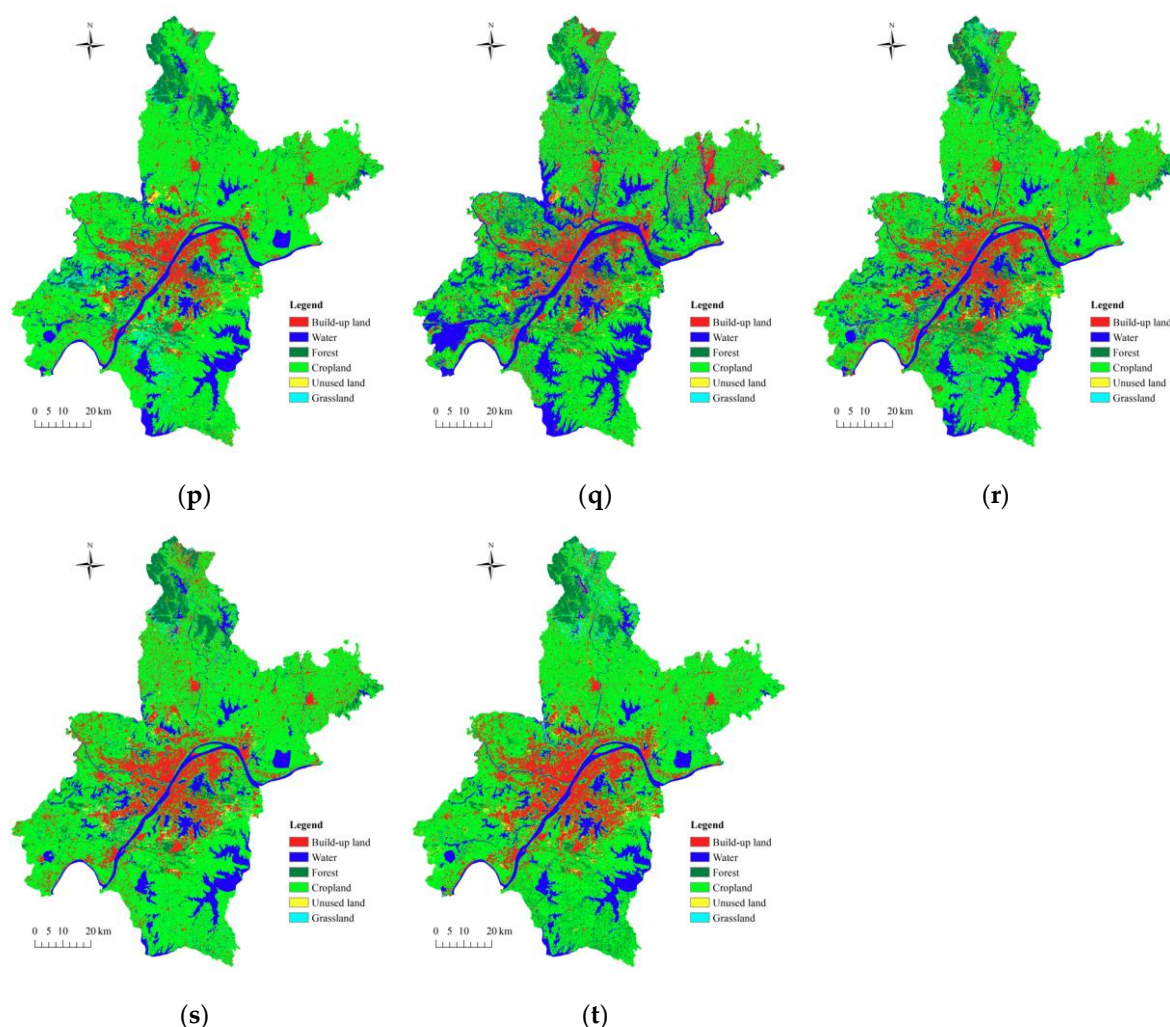 N
N
N
Legend
Build-up land
Water
Forest
Cropland
Unused land
Grassland
0 5 10 20 km
Legend
Build-up land
Water
Forest
Cropland
Unused land
Grassland
0 5 10 20 km
Legend
Build-up land
Water
Forest
Cropland
Unused land
Grassland
0 5 10 20 km
(p)
(q)
(r)
N
N
Legend
Build-up land
Water
Forest
Cropland
Unused land
Grassland
0 5 10 20 km
Legend
Build-up land
Water
Forest
Cropland
Unused land
Grassland
0 5 10 20 km
(s)
(t)